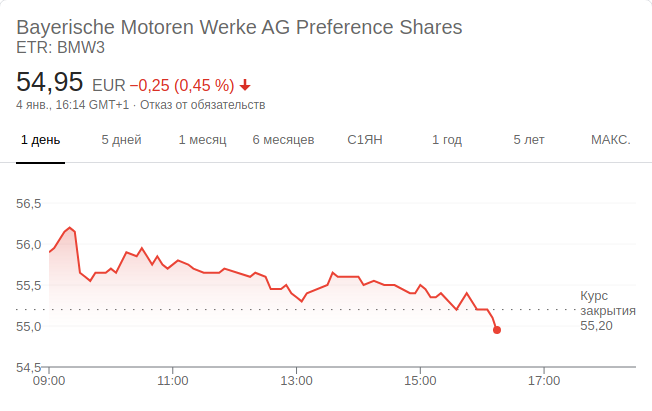 Bayerische Motoren Werke AG Preference Shares
ETR: BMW3
54,95 EUR −0,25 (0,45 %)
4 янв., 16:14 GMT+1 · Отказ от обязательств
1 день 5 дней 1 месяц 6 месяцев С1ЯН 1 год 5 лет МАКС.
56,5
56,0
55,5
55,0
54,5
Курс
закрытия
55,20
09:00 11:00 13:00 15:00 17:00